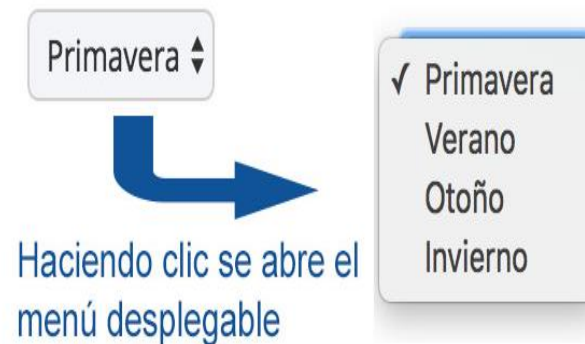 Primavera
Haciendo clic se abre el
menú desplegable
✓ Primavera
Verano
Otoño
Invierno